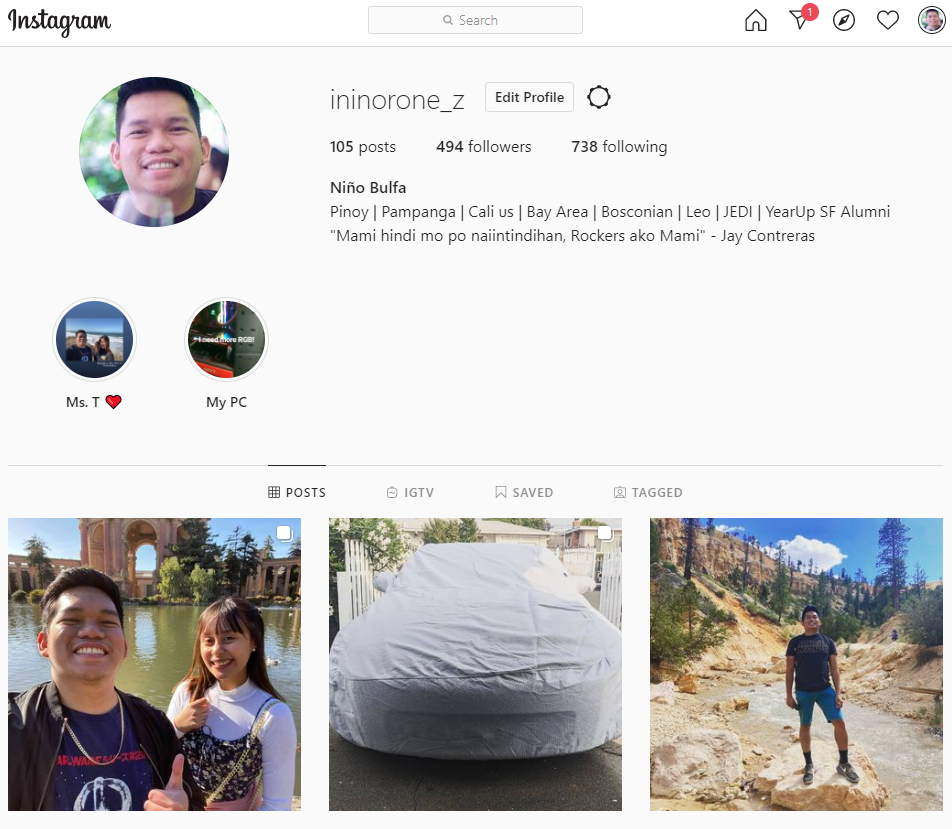 Instagram
Search
1
ininorone_z
Edit Profile
105 posts 494 followers 738 following
Niño Bulfa
Pinoy | Pampanga | Cali us | Bay Area | Bosconian | Leo | JEDI | YearUp SF Alumni
"Mami hindi mo po naiintindihan, Rockers ako Mami" - Jay Contreras
I need more RGB!
Ms. T ❤
My PC
POSTS IGTV SAVED TAGGED